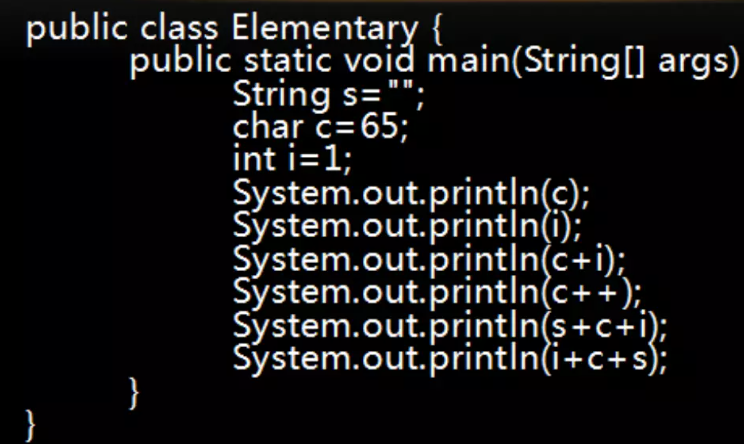 public class Elementary {
public static void main(String[] args)
String s="";
char c=65;
int i=1;
System.out.println(c);
System.out.println(i);
System.out.println(c+i);
System.out.println(c++);
System.out.println(s+c+i);
System.out.println(i+c+s);
}
}